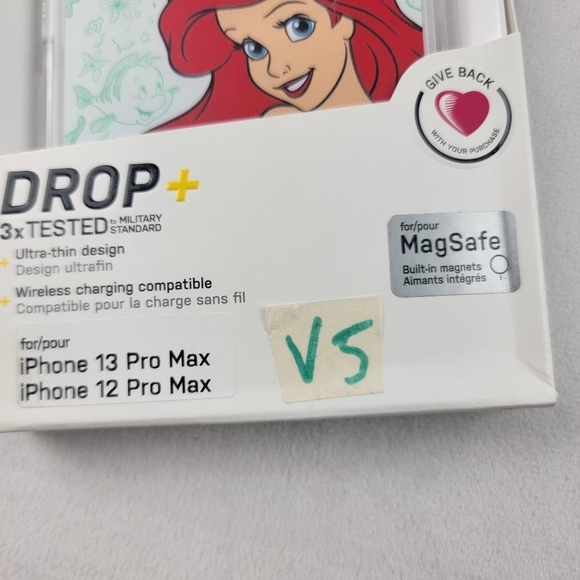 GIVE BACK
WITH YOUR PURCHASE
DROP+
3xTESTED to MILITARY STANDARD
+ Ultra-thin design
Design ultrafin
+ Wireless charging compatible
Compatible pour la charge sans fil
for/pour
MagSafe
Built-in magnets
Aimants intégrés
for/pour
iPhone 13 Pro Max
iPhone 12 Pro Max
V5